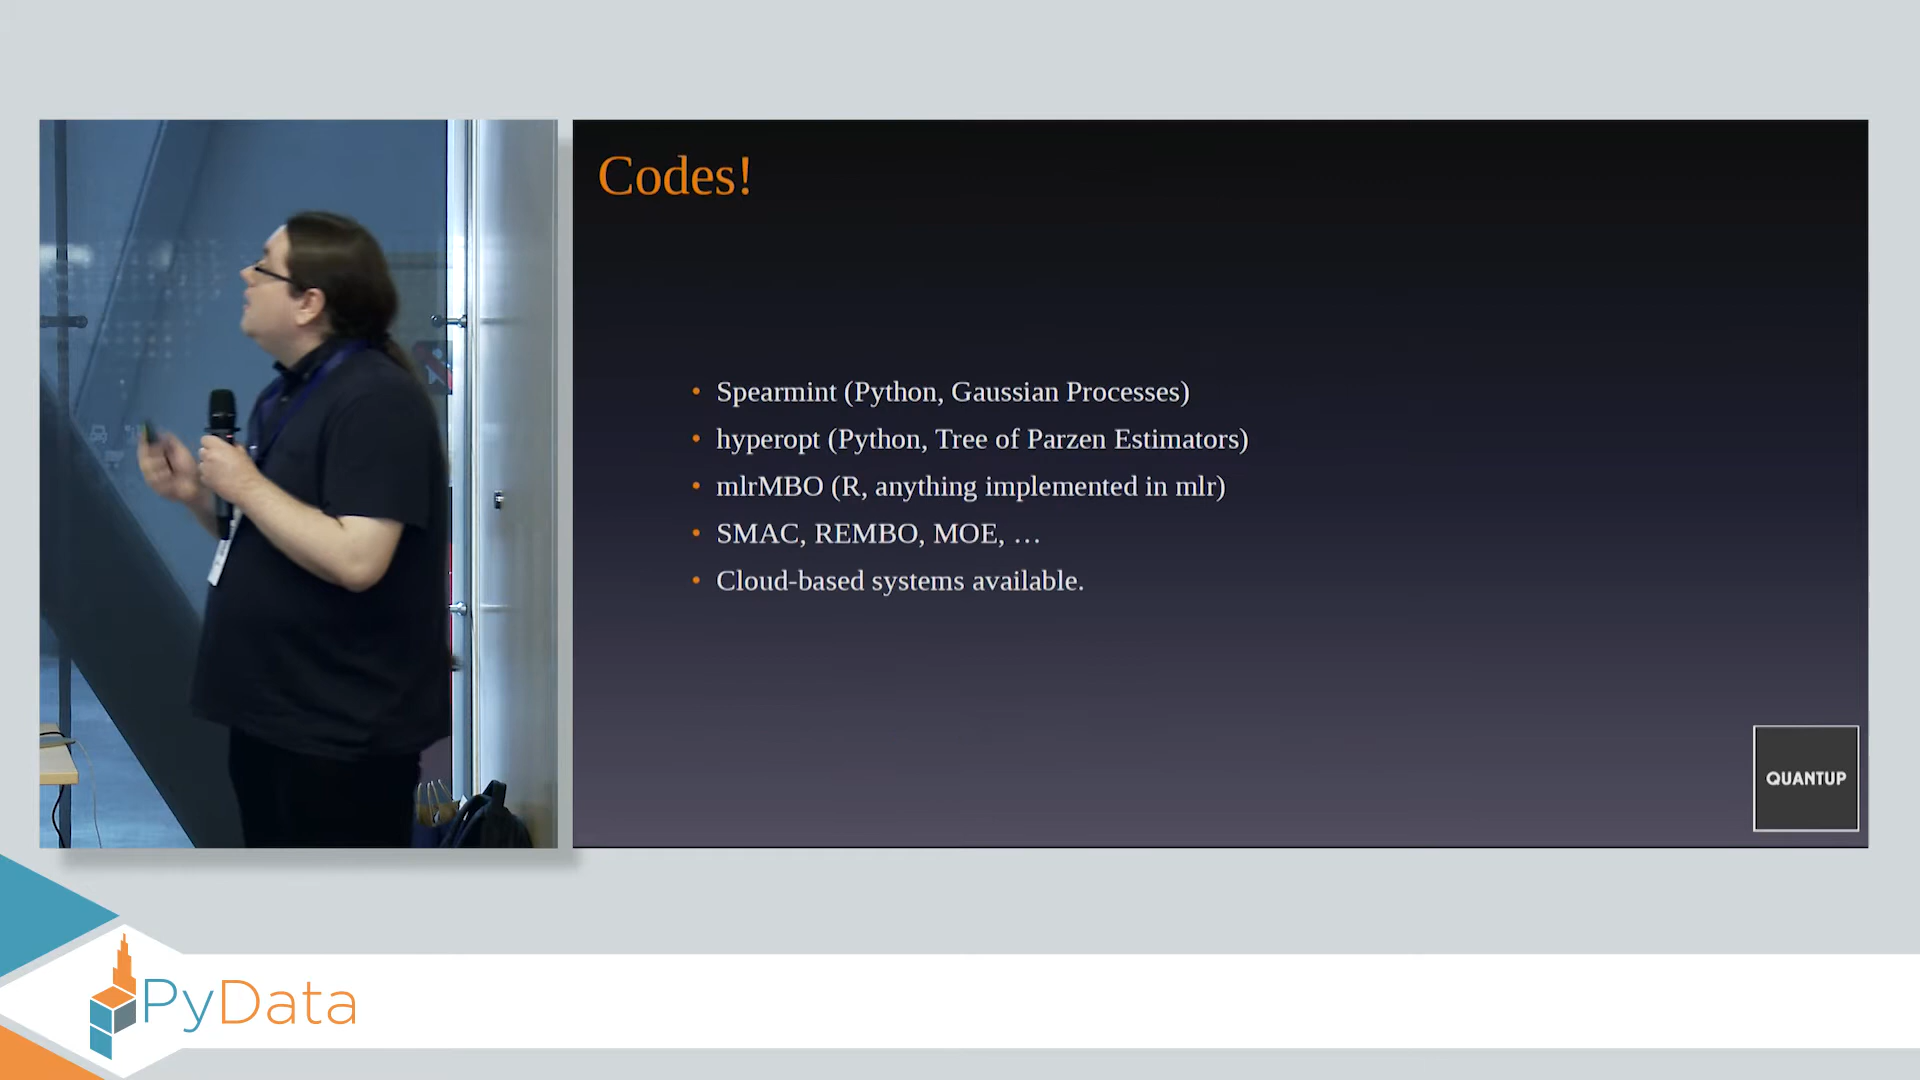 Codes!
• Spearmint (Python, Gaussian Processes)
• hyperopt (Python, Tree of Parzen Estimators)
• mlrMBO (R, anything implemented in mlr)
• SMAC, REMBO, MOE, …
• Cloud-based systems available.
QUANTUP
PyData